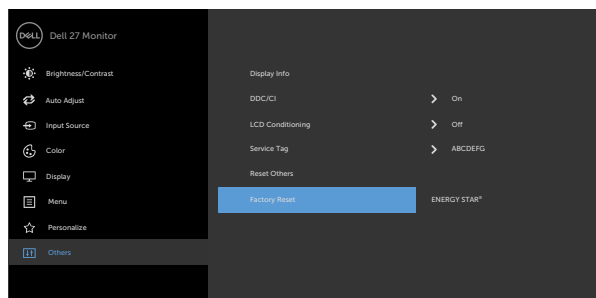 DELL Dell 27 Monitor
Brightness/Contrast
Display Info
Auto Adjust
DDC/CI On
Input Source
LCD Conditioning Off
Color
Service Tag ABCDEFG
Display
Reset Others
Menu
Factory Reset ENERGY STAR®
Personalize
Others